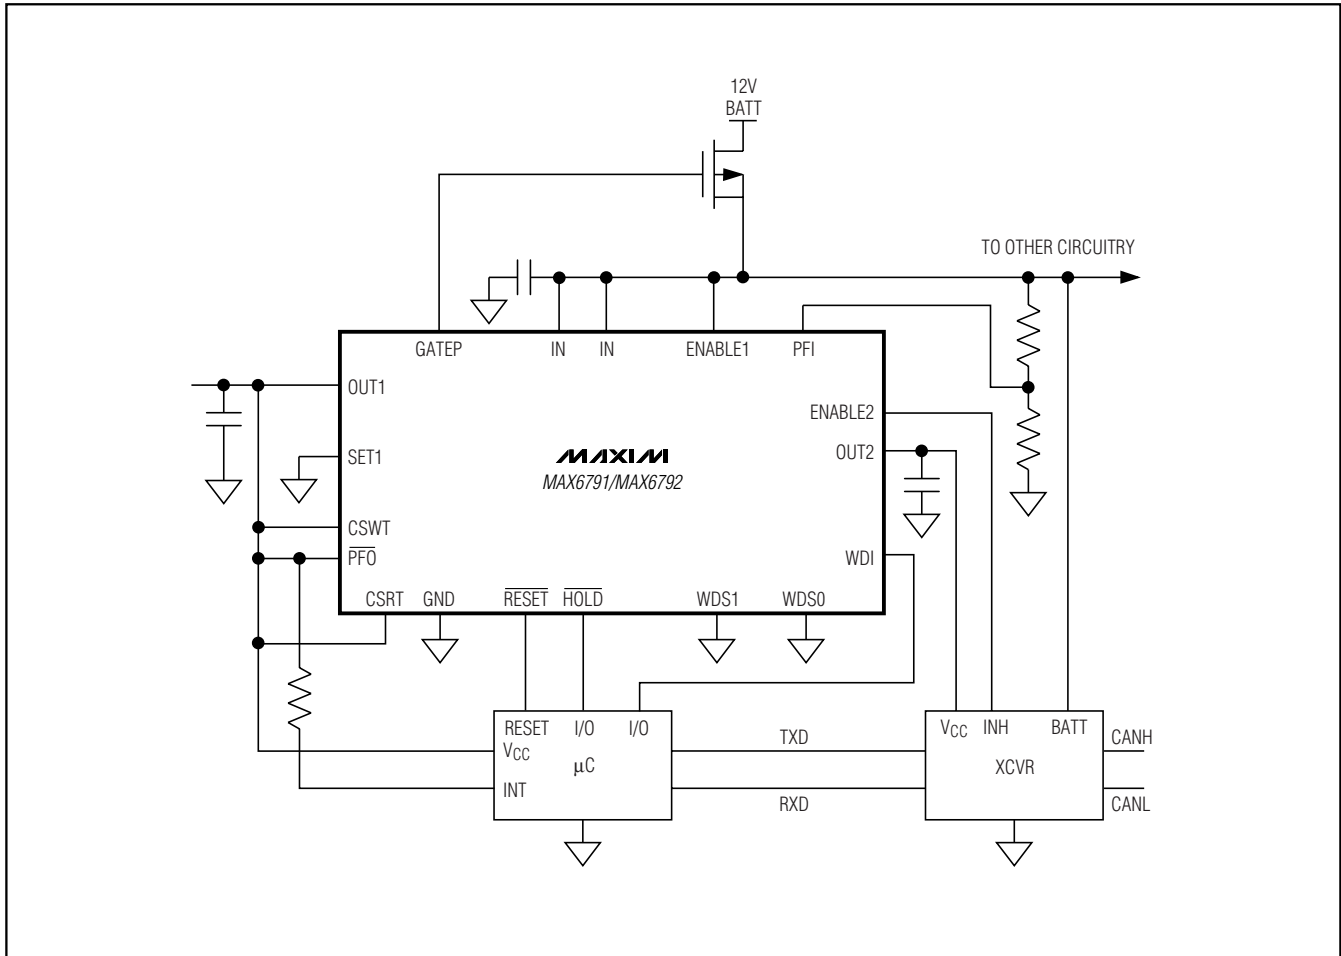 12V
BATT
TO OTHER CIRCUITRY
GATEP
IN
IN
ENABLE1
PFI
OUT1
ENABLE2
OUT2
SET1
MAXIM
MAX6791/MAX6792
CSWT
PFO
WDI
CSRT
GND
RESET
HOLD
WDS1
WDS0
RESET
I/O
I/O
VCC
µC
INT
TXD
RXD
VCC
INH
BATT
XCVR
CANH
CANL